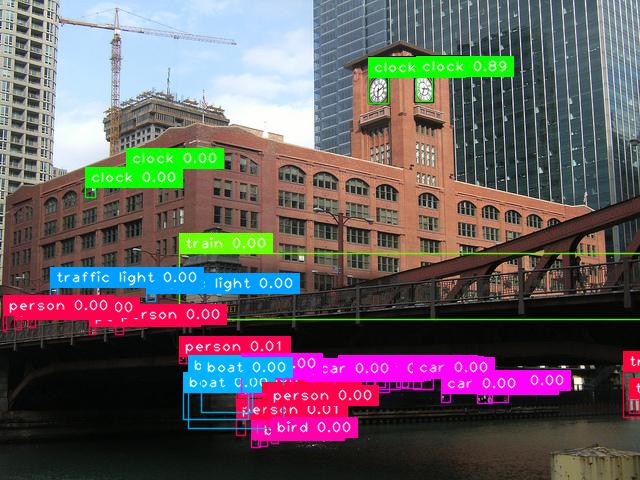 clock clock 0.89
clock 0.00
clock 0.00
train 0.00
traffic light 0.00
light 0.00
person 0.00 00
person 0.00
person 0.01
boat 0.00
boat 0.00
car 0.00
car 0.00
car 0.00
0.00
person 0.00
person 0.01
bird 0.00